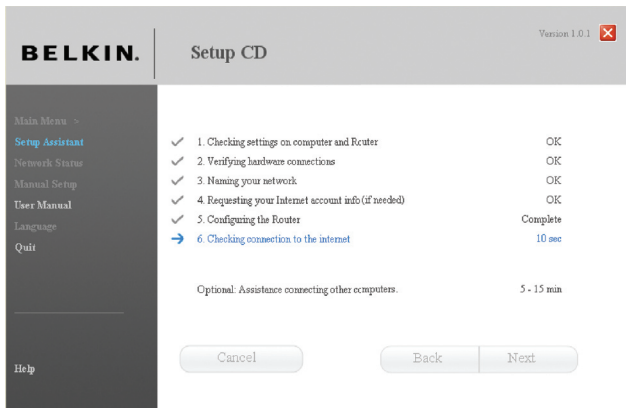 BELKIN.
Setup CD
Version 1.0.1
Main Menu >
Setup Assistant
Network Status
Manual Setup
User Manual
Language
Quit
Help
1. Checking settings on computer and Router OK
2. Verifying hardware connections OK
3. Naming your network OK
4. Requesting your Internet account info (if needed) OK
5. Configuring the Router Complete
6. Checking connection to the internet 10 sec
Optional: Assistance connecting other computers. 5 - 15 min
Cancel Back Next